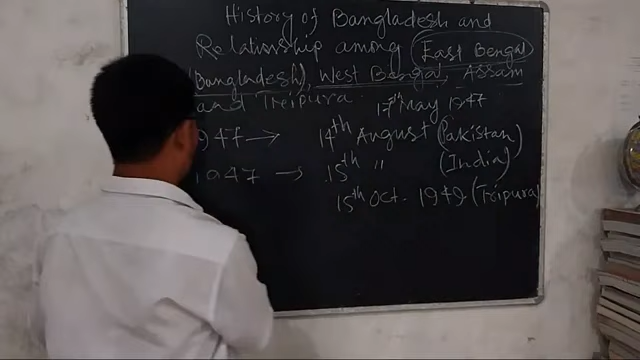 History of Bangladesh and
Relationship among East Bengal
(Bangladesh), West Bengal, Assam
and Tripura. 17th May 1947
947 → 14th August (Pakistan)
1947 → 15th " (India)
15th Oct. 1949 (Tripura)